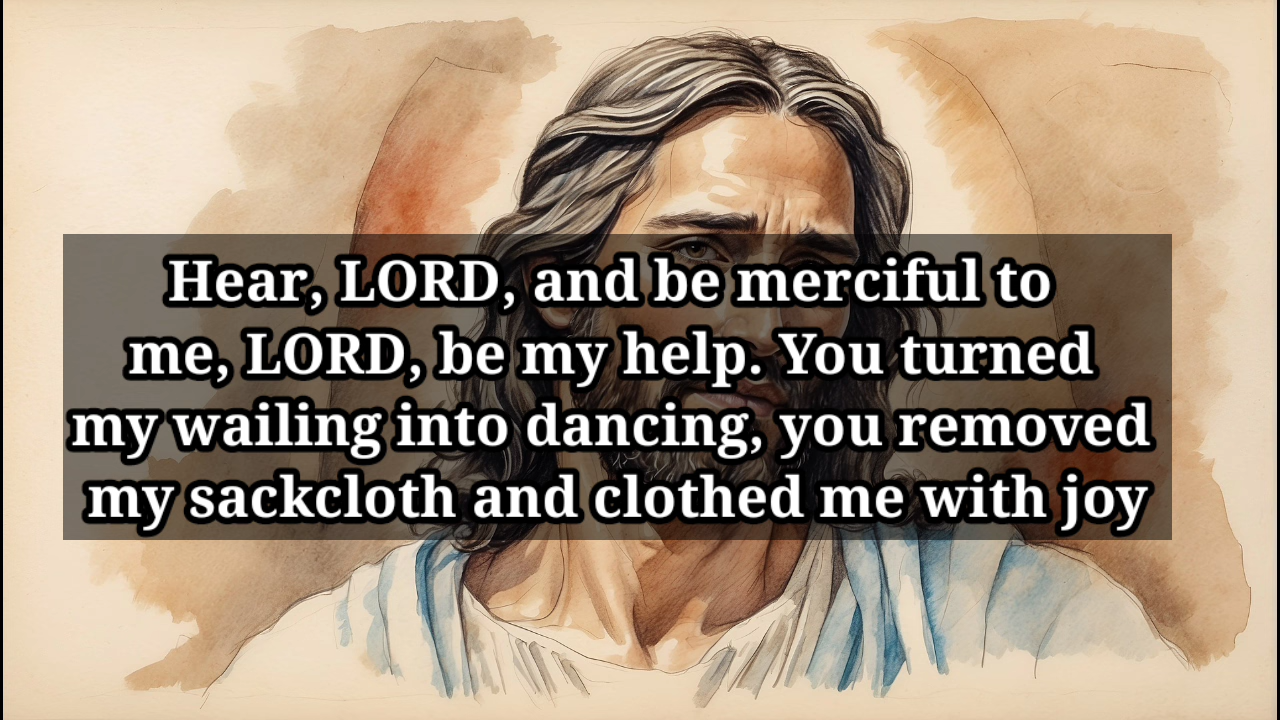 Hear, LORD, and be merciful to
me, LORD, be my help. You turned
my wailing into dancing, you removed
my sackcloth and clothed me with joy